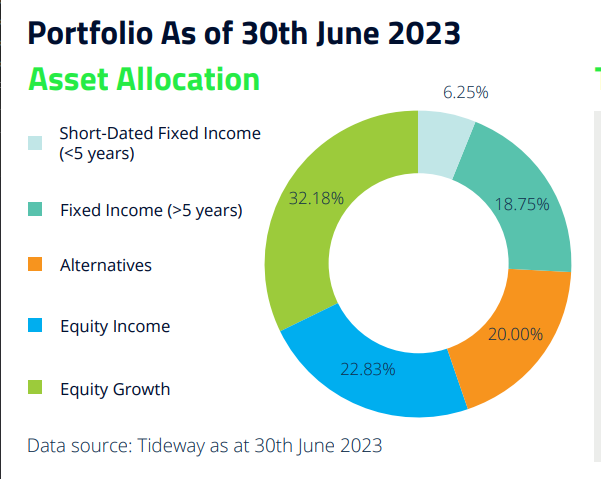 Portfolio As of 30th June 2023
Asset Allocation
6.25%
Short-Dated Fixed Income
(<5 years)
32.18%
18.75%
Fixed Income (>5 years)
Alternatives
Equity Income
20.00%
22.83%
Equity Growth
Data source: Tideway as at 30th June 2023